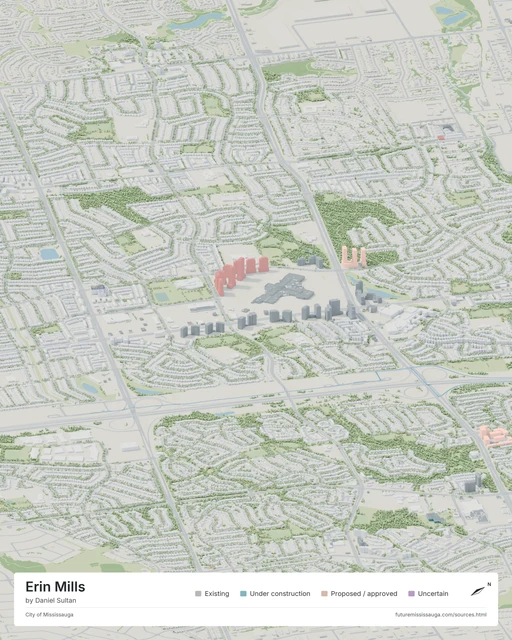 Erin Mills
by Daniel Sultan
Existing
Under construction
Proposed / approved
Uncertain
N
City of Mississauga
futuremississauga.com/sources.html